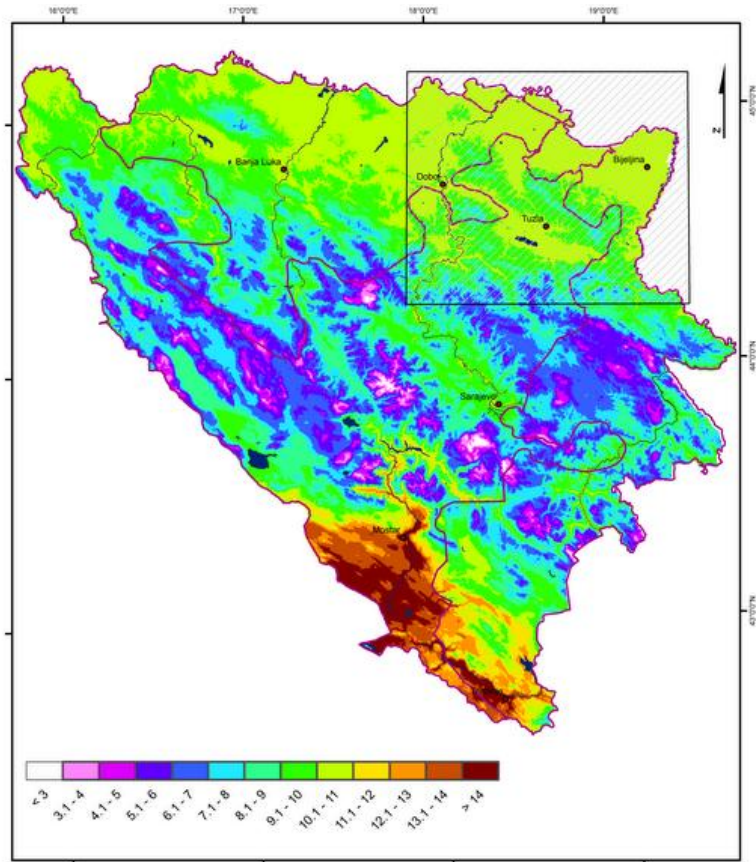 16°0'0"E 17°0'0"E 18°0'0"E 19°0'0"E
45°0'0"N
N
Banja Luka
Doboj
Bijeljina
Tuzla
44°0'0"N
Sarajevo
Mostar
43°0'0"N
< 3
3.1 - 4
4.1 - 5
5.1 - 6
6.1 - 7
7.1 - 8
8.1 - 9
9.1 - 10
10.1 - 11
11.1 - 12
12.1 - 13
13.1 - 14
> 14